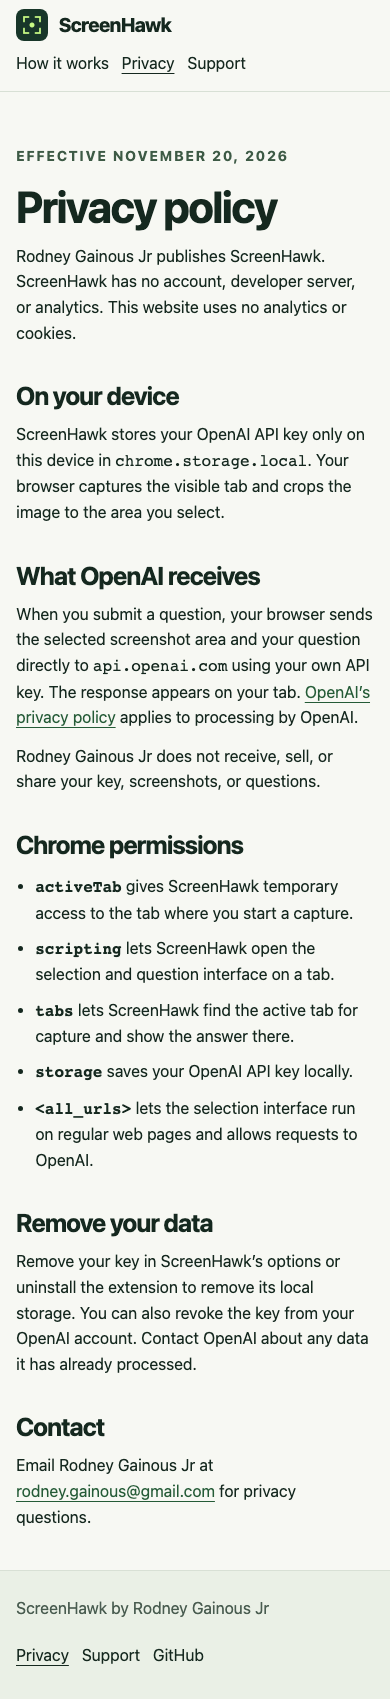 ScreenHawk
How it works Privacy Support
EFFECTIVE NOVEMBER 20, 2026
Privacy policy
Rodney Gainous Jr publishes ScreenHawk.
ScreenHawk has no account, developer server,
or analytics. This website uses no analytics or
cookies.
On your device
ScreenHawk stores your OpenAI API key only on
this device in chrome.storage.local. Your
browser captures the visible tab and crops the
image to the area you select.
What OpenAI receives
When you submit a question, your browser sends
the selected screenshot area and your question
directly to api.openai.com using your own API
key. The response appears on your tab. OpenAI’s
privacy policy applies to processing by OpenAI.
Rodney Gainous Jr does not receive, sell, or
share your key, screenshots, or questions.
Chrome permissions
• activeTab gives ScreenHawk temporary
access to the tab where you start a capture.
• scripting lets ScreenHawk open the
selection and question interface on a tab.
• tabs lets ScreenHawk find the active tab for
capture and show the answer there.
• storage saves your OpenAI API key locally.
• <all_urls> lets the selection interface run
on regular web pages and allows requests to
OpenAI.
Remove your data
Remove your key in ScreenHawk’s options or
uninstall the extension to remove its local
storage. You can also revoke the key from your
OpenAI account. Contact OpenAI about any data
it has already processed.
Contact
Email Rodney Gainous Jr at
rodney.gainous@gmail.com for privacy
questions.
ScreenHawk by Rodney Gainous Jr
Privacy Support GitHub